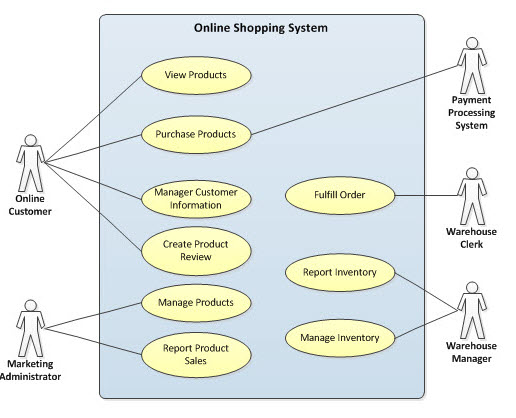 Online Shopping System
View Products
Purchase Products
Payment
Processing
System
Online
Customer
Manager Customer
Information
Fulfill Order
Warehouse
Clerk
Create Product
Review
Report Inventory
Manage Products
Manage Inventory
Warehouse
Manager
Report Product
Sales
Marketing
Administrator